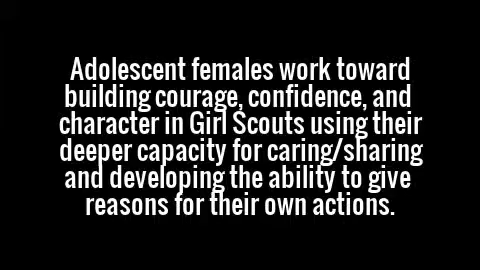 Adolescent females work toward
building courage, confidence, and
character in Girl Scouts using their
deeper capacity for caring/sharing
and developing the ability to give
reasons for their own actions.